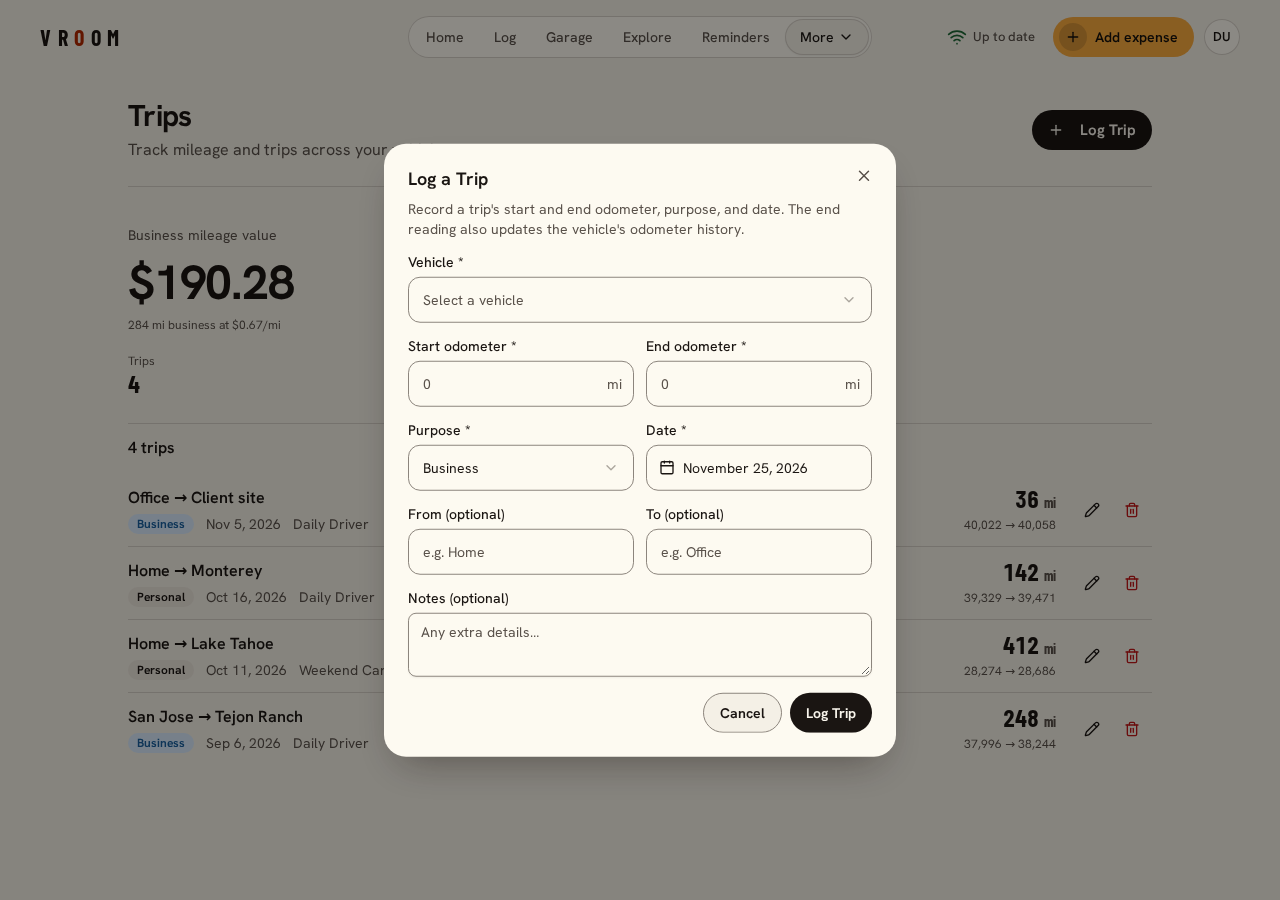 VROOM
Home
Log
Garage
Explore
Reminders
More
Up to date
Add expense
DU
Trips
Track mileage and trips across your
Log Trip
Business mileage value
$190.28
284 mi business at $0.67/mi
Trips
4
4 trips
Office → Client site
Business Nov 5, 2026 Daily Driver
36 mi
40,022 → 40,058
Home → Monterey
Personal Oct 16, 2026 Daily Driver
142 mi
39,329 → 39,471
Home → Lake Tahoe
Personal Oct 11, 2026 Weekend Car
412 mi
28,274 → 28,686
San Jose → Tejon Ranch
Business Sep 6, 2026 Daily Driver
248 mi
37,996 → 38,244
Log a Trip
Record a trip's start and end odometer, purpose, and date. The end
reading also updates the vehicle's odometer history.
Vehicle *
Select a vehicle
Start odometer *
End odometer *
0 mi
0 mi
Purpose *
Date *
Business
November 25, 2026
From (optional)
To (optional)
e.g. Home
e.g. Office
Notes (optional)
Any extra details...
Cancel
Log Trip